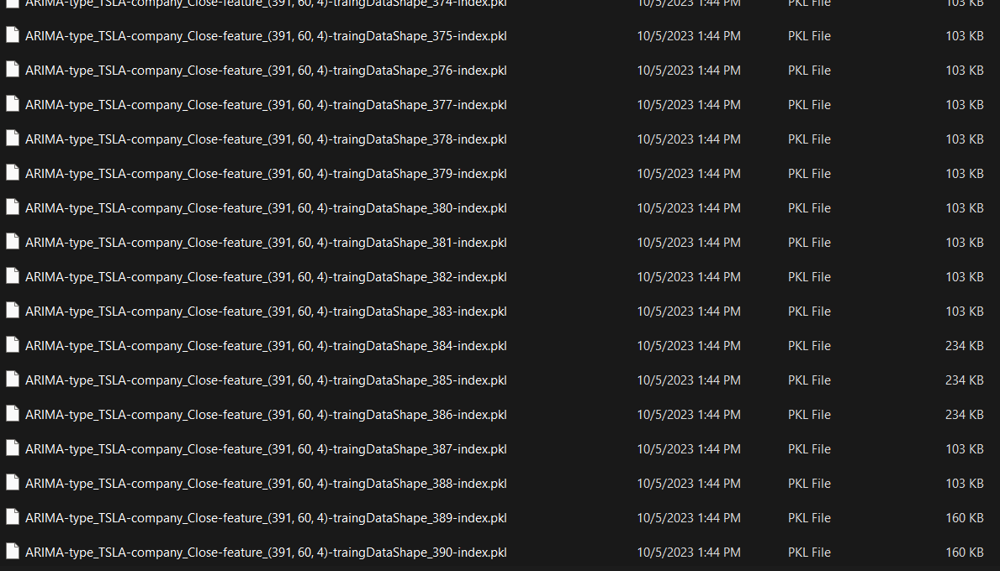 ARIMA-type_TSLA-company_Close-feature_(391, 60, 4)-traingDataShape_374-index.pkl 10/5/2023 1:44 PM PKL File 103 KB
ARIMA-type_TSLA-company_Close-feature_(391, 60, 4)-traingDataShape_375-index.pkl 10/5/2023 1:44 PM PKL File 103 KB
ARIMA-type_TSLA-company_Close-feature_(391, 60, 4)-traingDataShape_376-index.pkl 10/5/2023 1:44 PM PKL File 103 KB
ARIMA-type_TSLA-company_Close-feature_(391, 60, 4)-traingDataShape_377-index.pkl 10/5/2023 1:44 PM PKL File 103 KB
ARIMA-type_TSLA-company_Close-feature_(391, 60, 4)-traingDataShape_378-index.pkl 10/5/2023 1:44 PM PKL File 103 KB
ARIMA-type_TSLA-company_Close-feature_(391, 60, 4)-traingDataShape_379-index.pkl 10/5/2023 1:44 PM PKL File 103 KB
ARIMA-type_TSLA-company_Close-feature_(391, 60, 4)-traingDataShape_380-index.pkl 10/5/2023 1:44 PM PKL File 103 KB
ARIMA-type_TSLA-company_Close-feature_(391, 60, 4)-traingDataShape_381-index.pkl 10/5/2023 1:44 PM PKL File 103 KB
ARIMA-type_TSLA-company_Close-feature_(391, 60, 4)-traingDataShape_382-index.pkl 10/5/2023 1:44 PM PKL File 103 KB
ARIMA-type_TSLA-company_Close-feature_(391, 60, 4)-traingDataShape_383-index.pkl 10/5/2023 1:44 PM PKL File 103 KB
ARIMA-type_TSLA-company_Close-feature_(391, 60, 4)-traingDataShape_384-index.pkl 10/5/2023 1:44 PM PKL File 234 KB
ARIMA-type_TSLA-company_Close-feature_(391, 60, 4)-traingDataShape_385-index.pkl 10/5/2023 1:44 PM PKL File 234 KB
ARIMA-type_TSLA-company_Close-feature_(391, 60, 4)-traingDataShape_386-index.pkl 10/5/2023 1:44 PM PKL File 234 KB
ARIMA-type_TSLA-company_Close-feature_(391, 60, 4)-traingDataShape_387-index.pkl 10/5/2023 1:44 PM PKL File 103 KB
ARIMA-type_TSLA-company_Close-feature_(391, 60, 4)-traingDataShape_388-index.pkl 10/5/2023 1:44 PM PKL File 103 KB
ARIMA-type_TSLA-company_Close-feature_(391, 60, 4)-traingDataShape_389-index.pkl 10/5/2023 1:44 PM PKL File 160 KB
ARIMA-type_TSLA-company_Close-feature_(391, 60, 4)-traingDataShape_390-index.pkl 10/5/2023 1:44 PM PKL File 160 KB